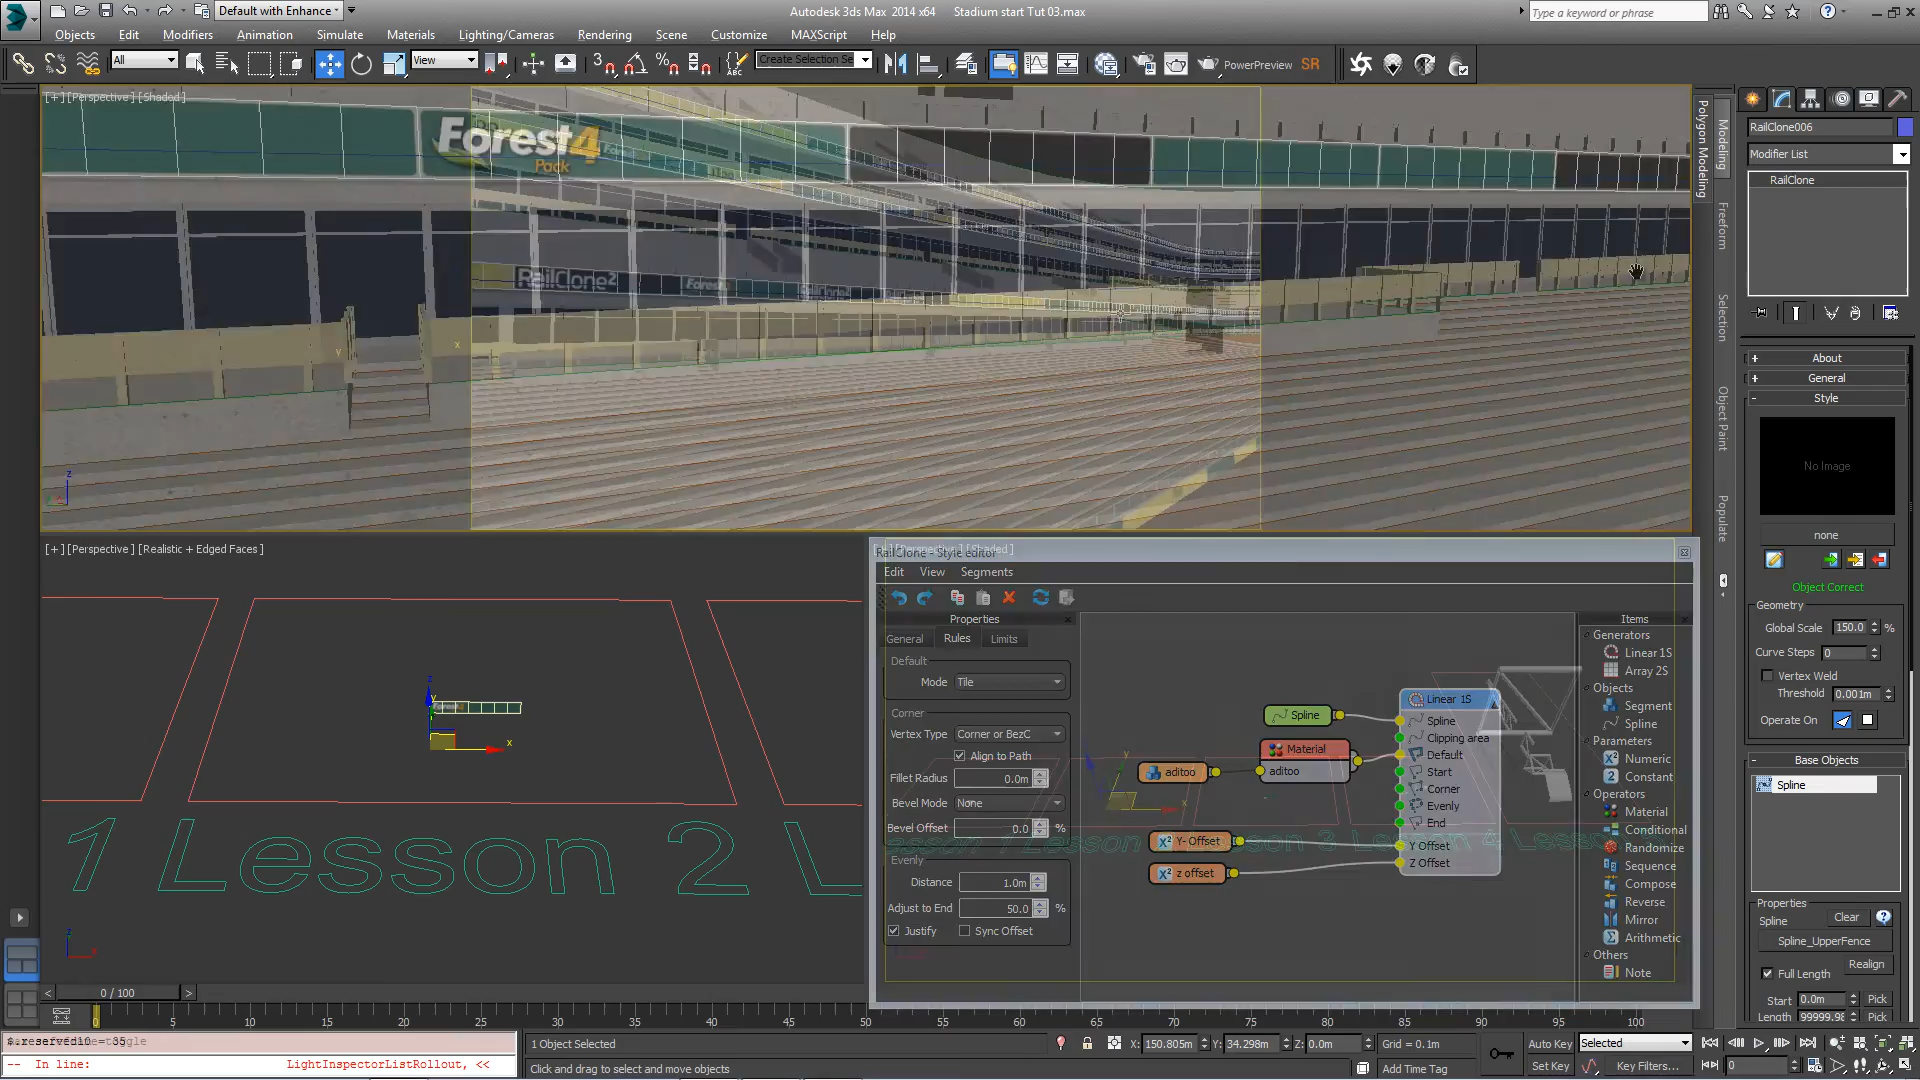 Default with Enhance
Autodesk 3ds Max 2014 x64 Stadium start Tut 03.max
Type a keyword or phrase
Objects Edit Modifiers Animation Simulate Materials Lighting/Cameras Rendering Scene Customize MAXScript Help
All View Create Selection Se PowerPreview SR
[+][Perspective][Shaded]
Forest4
Pack
RailClone2
Modeling
Polygon Modeling
Freeform
Selection
Object Paint
Populate
RailClone006
Modifier List
RailClone
+ About
+ General
- Style
No Image
none
Object Correct
Geometry
Global Scale 150.0 %
Curve Steps 0
Vertex Weld
Threshold 0.001m
Operate On
- Base Objects
Spline
Properties
Spline Clear
Spline_UpperFence
Full Length Realign
Start 0.0m Pick
Length 99999.98 Pick
[+][Perspective][Realistic + Edged Faces]
1 Lesson 2 L
RailClone - Style editor
Edit View Segments
Properties
General Rules Limits
Default
Mode Tile
Corner
Vertex Type Corner or BezC
Align to Path
Fillet Radius 0.0m
Bevel Mode None
Bevel Offset 0.0 %
Evenly
Distance 1.0m
Adjust to End 50.0 %
Justify Sync Offset
Spline
Material
aditoo
aditoo
Y- Offset
z offset
Linear 1S
Spline
Clipping area
Default
Start
Corner
Evenly
End
Y Offset
Z Offset
Items
Generators
Linear 1S
Array 2S
Objects
Segment
Spline
Parameters
Numeric
Constant
Operators
Material
Conditional
Randomize
Sequence
Compose
Reverse
Mirror
Arithmetic
Others
Note
< 0 / 100 >
0 5 10 15 20 25 30 35 40 45 50 55 60 65 70 75 80 85 90 95 100
-- In line: LightInspectorListRollout, <<
1 Object Selected
X: 150.805m Y: 34.298m Z: 0.0m Grid = 0.1m
Click and drag to select and move objects
Add Time Tag
Auto Key Selected
Set Key Key Filters...
0